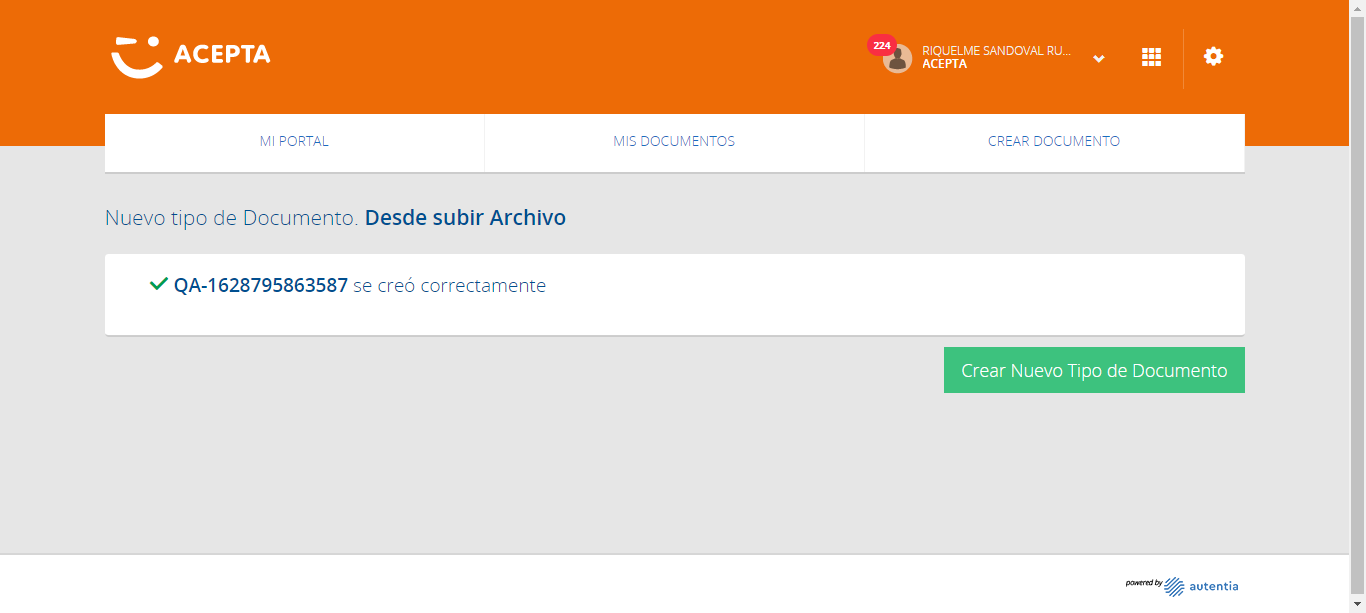 ACEPTA
224
RIQUELME SANDOVAL RU...
ACEPTA
MI PORTAL
MIS DOCUMENTOS
CREAR DOCUMENTO
Nuevo tipo de Documento. Desde subir Archivo
QA-1628795863587 se creó correctamente
Crear Nuevo Tipo de Documento
powered by autentia